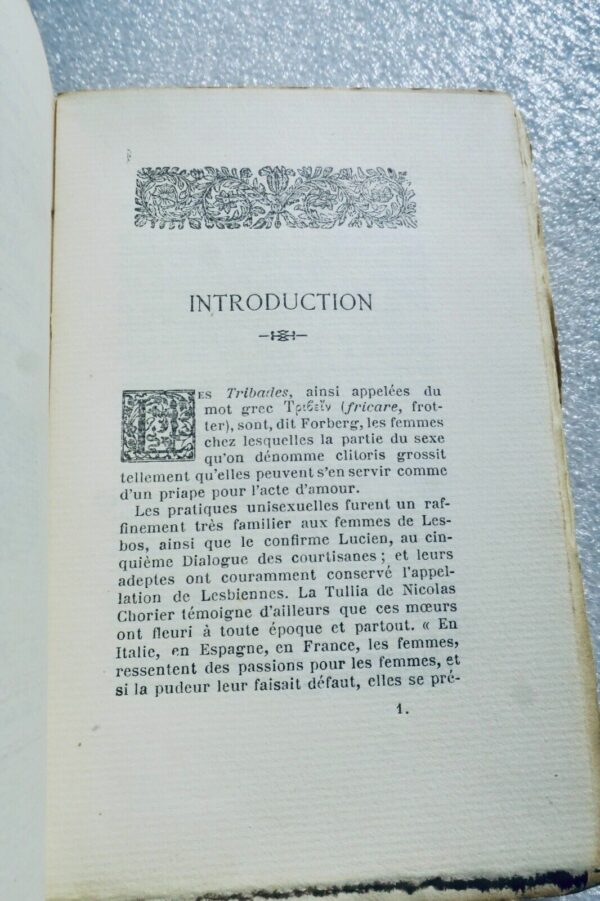 INTRODUCTION
LES Tribades, ainsi appelées du
mot grec Τριϐεῖν (fricare, frot-
ter), sont, dit Forberg, les femmes
chez lesquelles la partie du sexe
qu'on dénomme clitoris grossit
tellement qu'elles peuvent s'en servir comme
d'un priape pour l'acte d'amour.
Les pratiques unisexuelles furent un raf-
finement très familier aux femmes de Les-
bos, ainsi que le confirme Lucien, au cin-
quième Dialogue des courtisanes ; et leurs
adeptes ont couramment conservé l'appel-
lation de Lesbiennes. La Tullia de Nicolas
Chorier témoigne d'ailleurs que ces mœurs
ont fleuri à toute époque et partout. « En
Italie, en Espagne, en France, les femmes,
ressentent des passions pour les femmes, et
si la pudeur leur faisait défaut, elles se pré-
1.